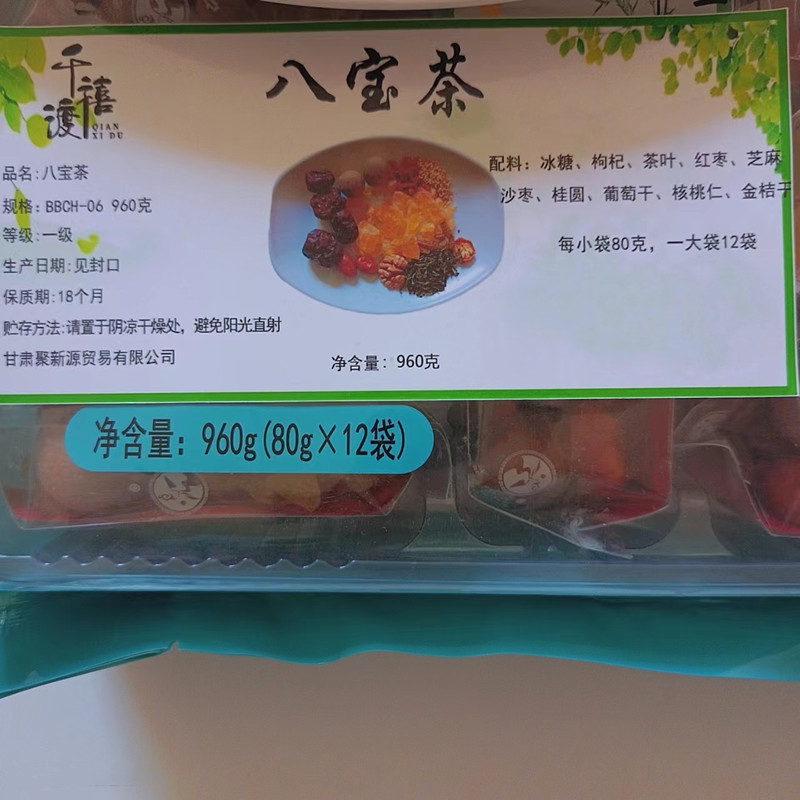 千禧渡
QIAN
XI DU
八宝茶
品名:八宝茶
规格:BBCH-06 960克
等级:一级
生产日期:见封口
保质期:18个月
贮存方法:请置于阴凉干燥处，避免阳光直射
甘肃聚新源贸易有限公司
配料：冰糖、枸杞、茶叶、红枣、芝麻
沙枣、桂圆、葡萄干、核桃仁、金桔干
每小袋80克，一大袋12袋
净含量：960克
净含量：960g(80g×12袋)